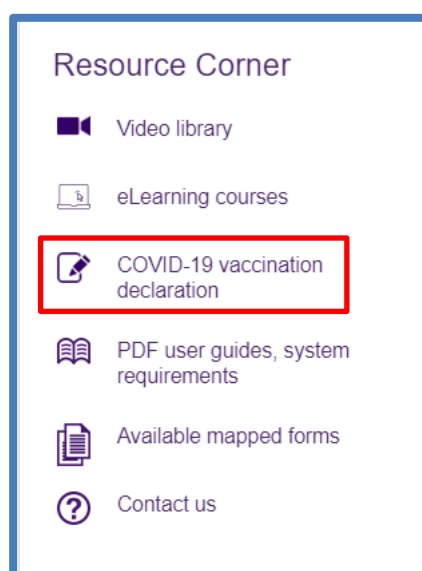 Resource Corner
Video library
eLearning courses
COVID-19 vaccination
declaration
PDF user guides, system
requirements
Available mapped forms
Contact us